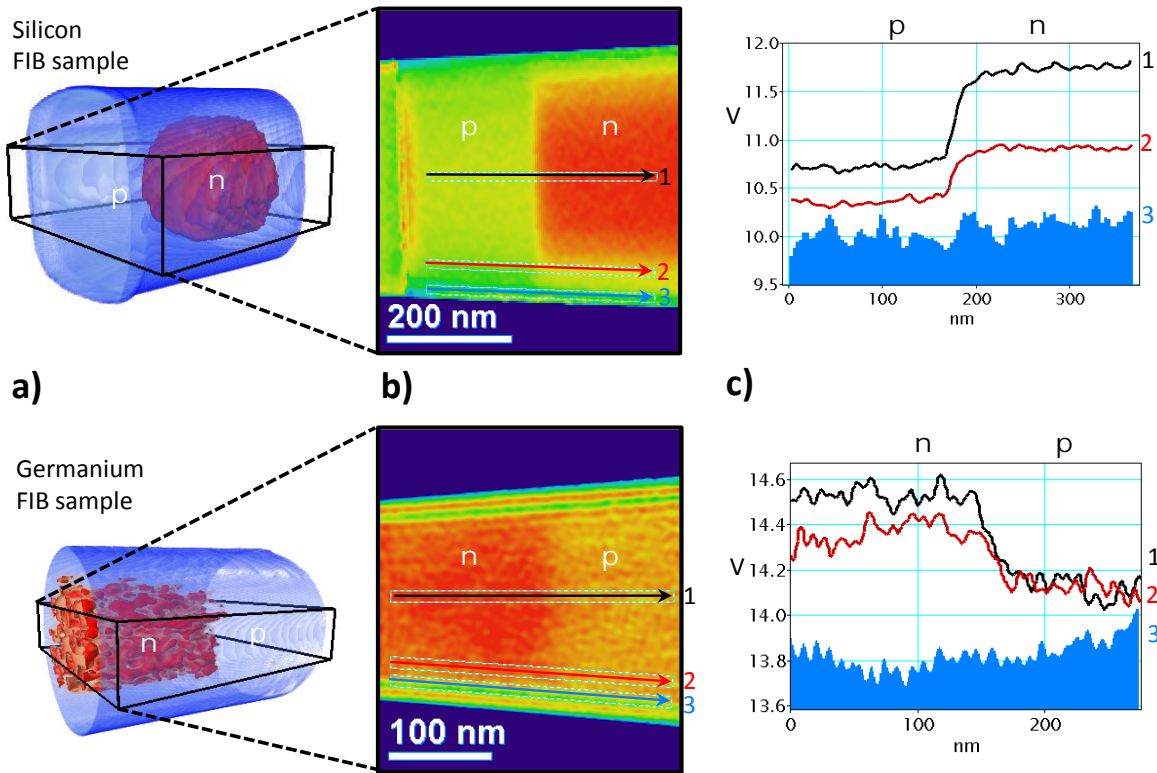 Silicon
FIB sample
p
n
p
n
1
2
3
200 nm
p n
12.0
11.5
11.0
10.5
10.0
9.5
V
1
2
3
0 100 200 300
nm
a)
b)
c)
Germanium
FIB sample
n
p
n
p
1
2
3
100 nm
n p
14.6
14.4
14.2
14.0
13.8
13.6
V
1
2
3
0 100 200
nm